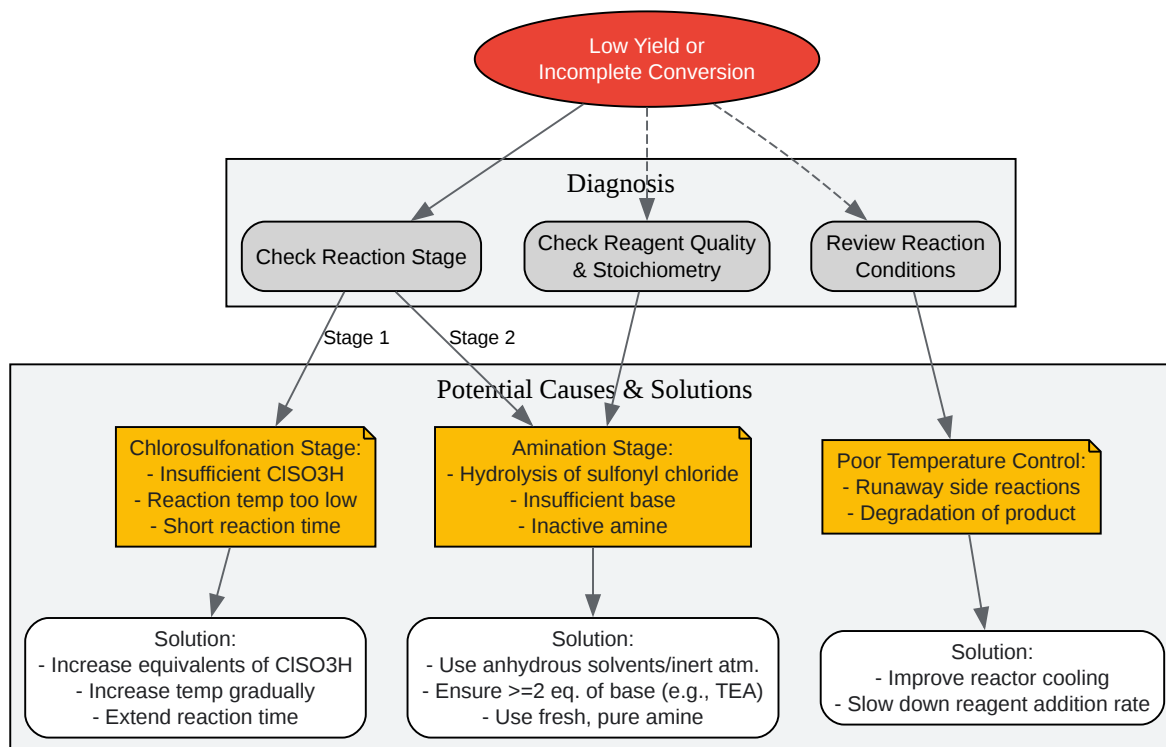 Low Yield or
Incomplete Conversion
Diagnosis
Check Reaction Stage
Check Reagent Quality
& Stoichiometry
Review Reaction
Conditions
Stage 1
Stage 2
Potential Causes & Solutions
Chlorosulfonation Stage:
- Insufficient ClSO3H
- Reaction temp too low
- Short reaction time
Amination Stage:
- Hydrolysis of sulfonyl chloride
- Insufficient base
- Inactive amine
Poor Temperature Control:
- Runaway side reactions
- Degradation of product
Solution:
- Increase equivalents of ClSO3H
- Increase temp gradually
- Extend reaction time
Solution:
- Use anhydrous solvents/inert atm.
- Ensure >=2 eq. of base (e.g., TEA)
- Use fresh, pure amine
Solution:
- Improve reactor cooling
- Slow down reagent addition rate